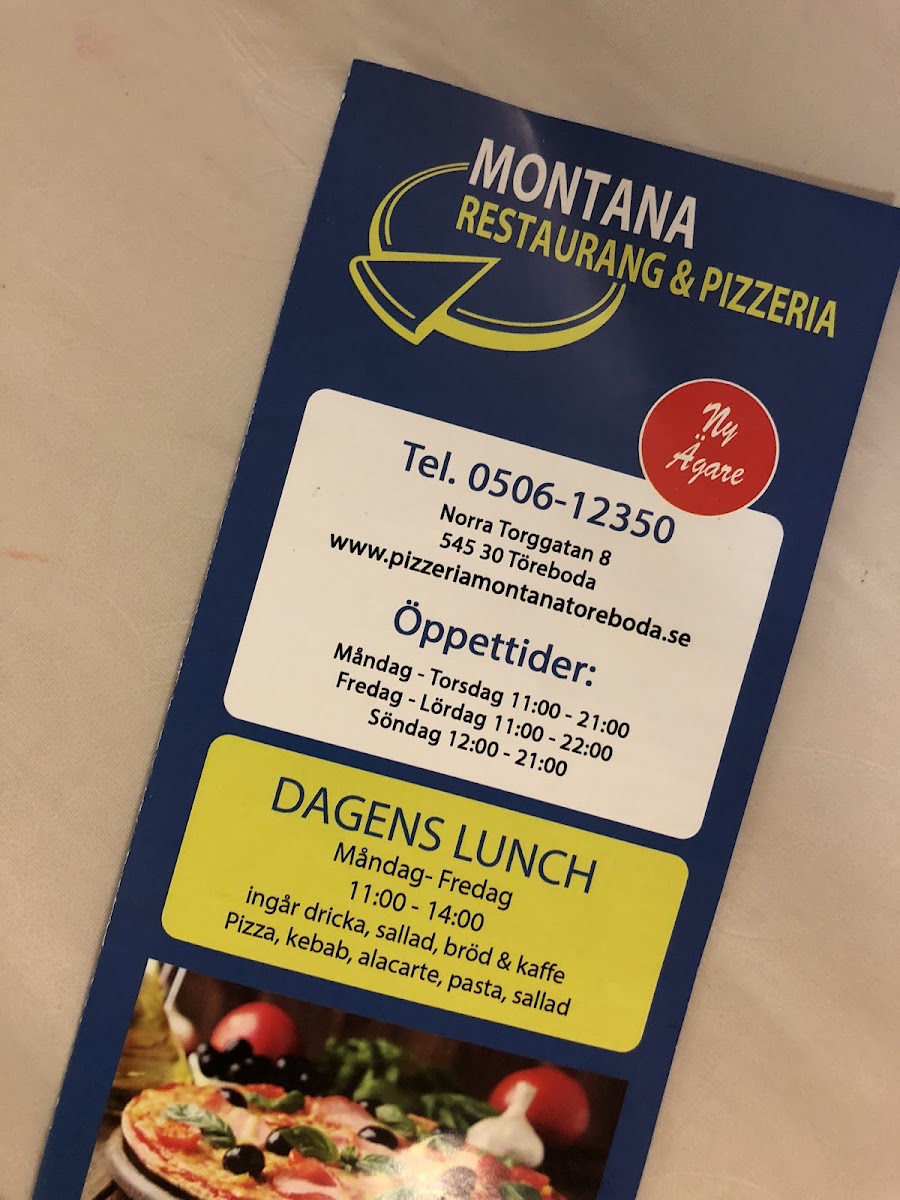 MONTANA
RESTAURANG & PIZZERIA
Ny
Ägare
Tel. 0506-12350
Norra Torggatan 8
545 30 Töreboda
www.pizzeriamontanatoreboda.se
Öppettider:
Måndag - Torsdag 11:00 - 21:00
Fredag - Lördag 11:00 - 22:00
Söndag 12:00 - 21:00
DAGENS LUNCH
Måndag- Fredag
11:00 - 14:00
ingår dricka, sallad, bröd & kaffe
Pizza, kebab, alacarte, pasta, sallad